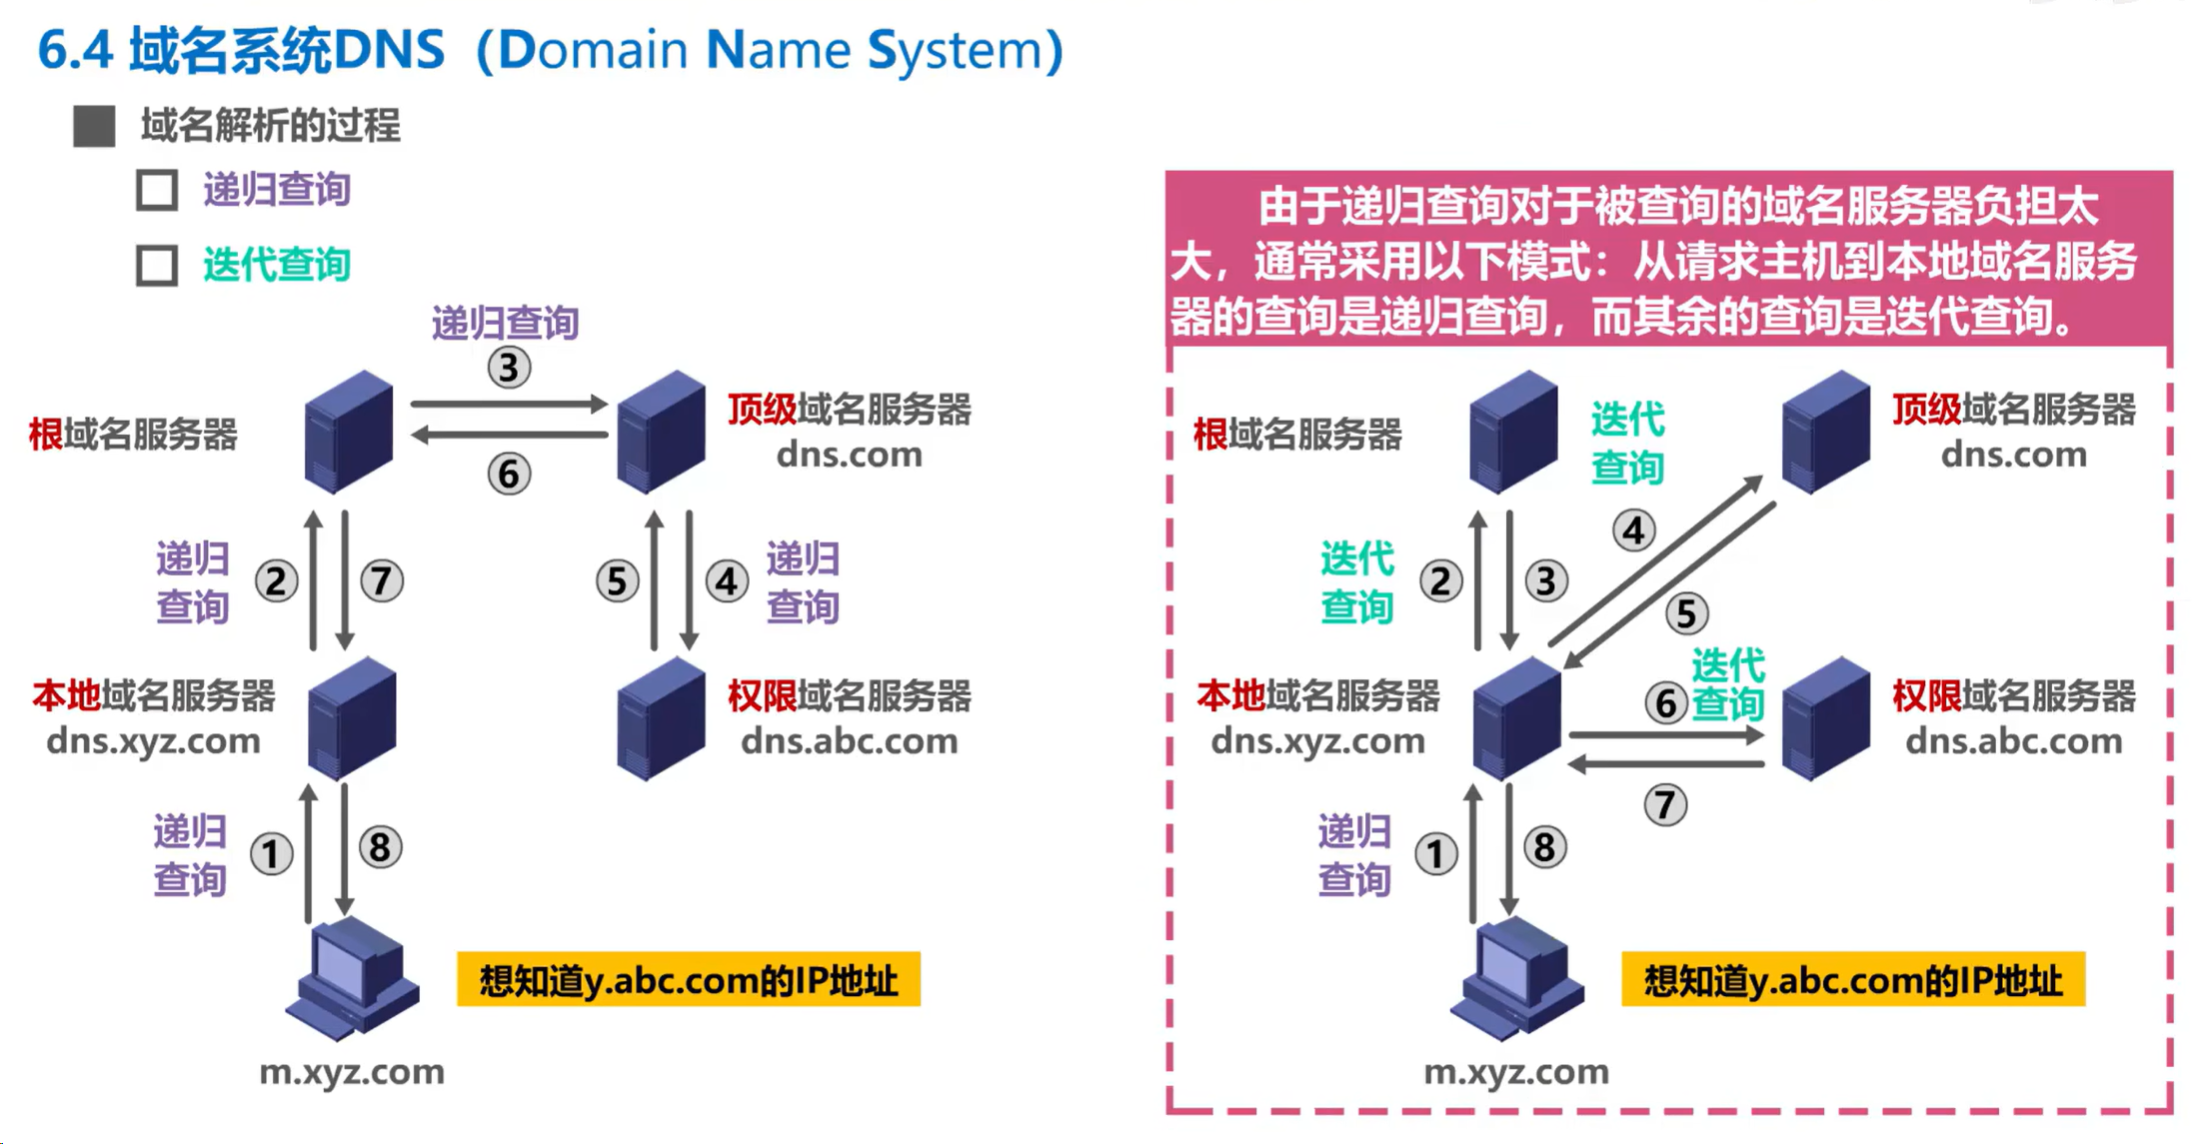 6.4 域名系统DNS（Domain Name System）
域名解析的过程
递归查询
迭代查询
递归查询
③
根域名服务器
顶级域名服务器
dns.com
⑥
递归
查询
②
⑦
⑤
④
递归
查询
本地域名服务器
dns.xyz.com
权限域名服务器
dns.abc.com
递归
查询
①
⑧
想知道y.abc.com的IP地址
m.xyz.com
由于递归查询对于被查询的域名服务器负担太
大，通常采用以下模式：从请求主机到本地域名服务
器的查询是递归查询，而其余的查询是迭代查询。
根域名服务器
迭代
查询
顶级域名服务器
dns.com
④
迭代
查询
②
③
⑤
本地域名服务器
dns.xyz.com
迭代
查询
⑥
权限域名服务器
dns.abc.com
⑦
递归
查询
①
⑧
想知道y.abc.com的IP地址
m.xyz.com